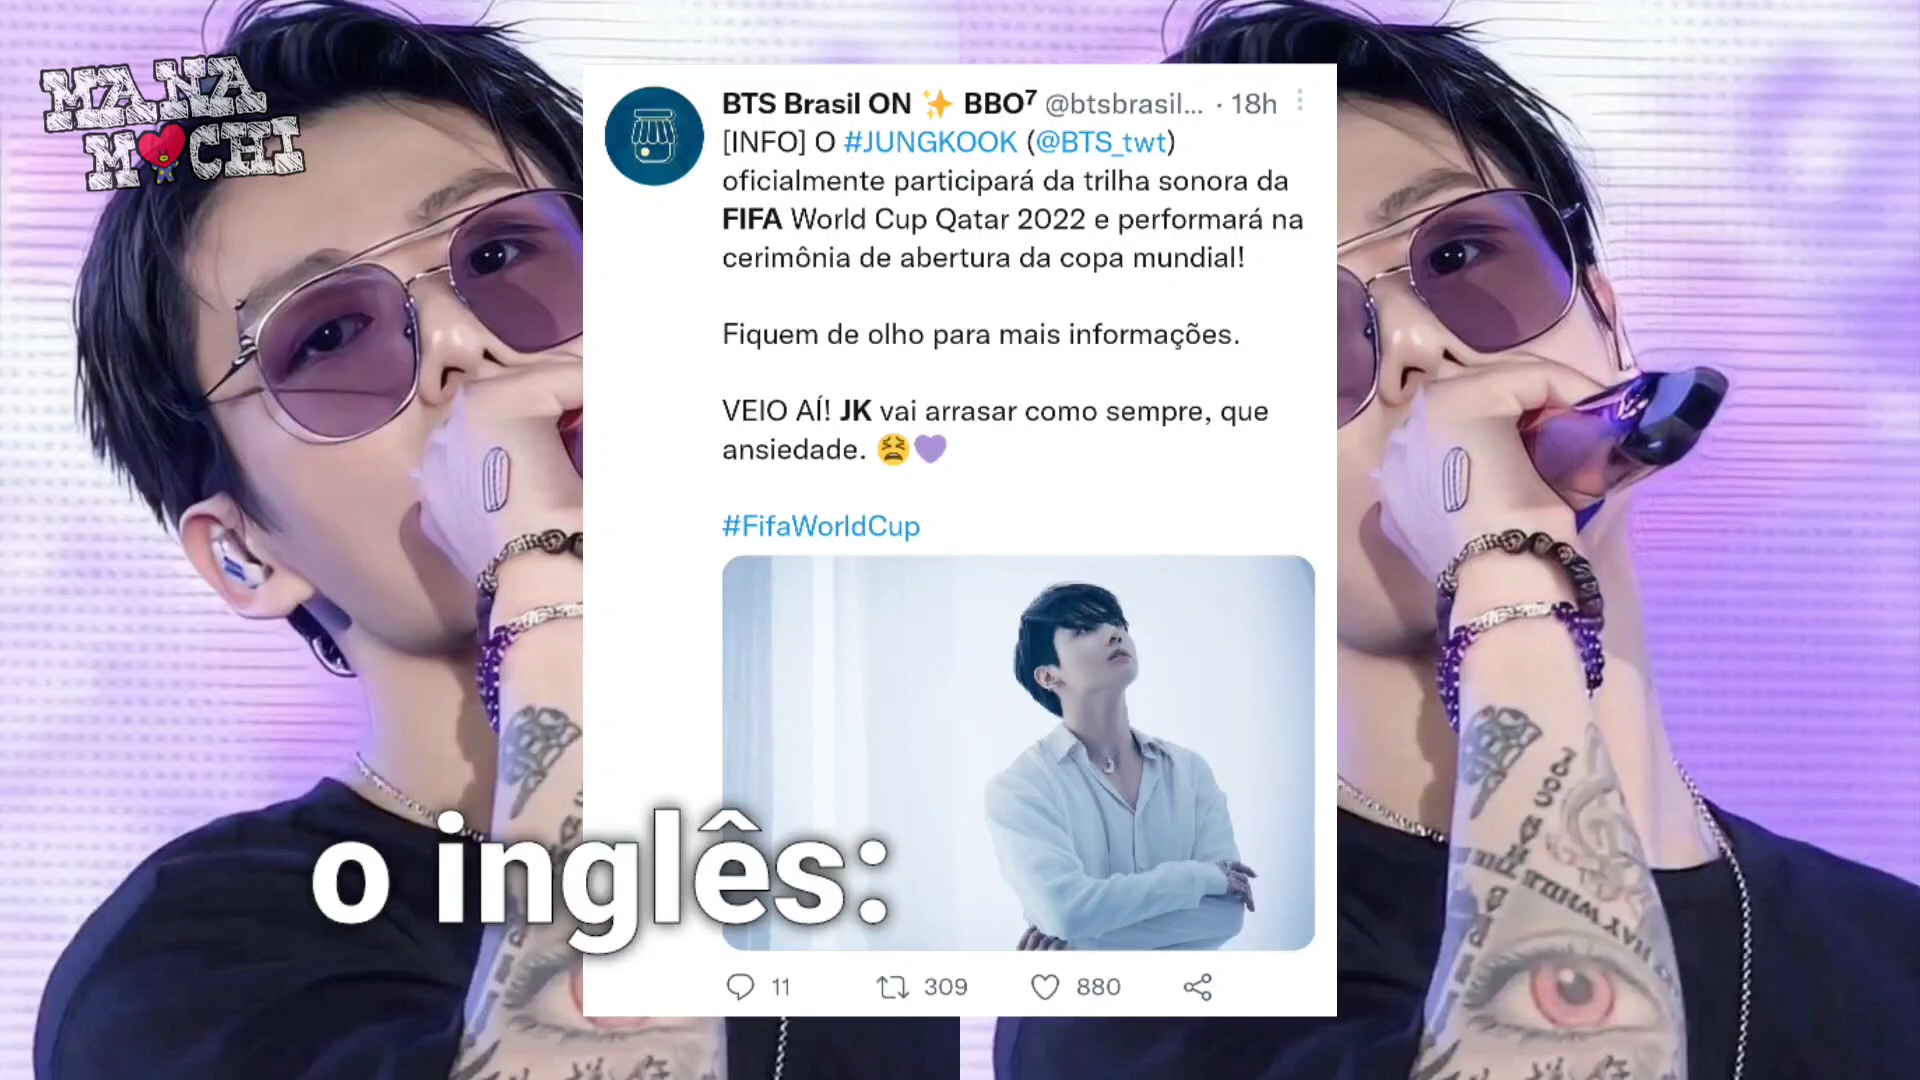 MANA
MOCHI
BTS Brasil ON ✨ BBO⁷ @btsbrasil... · 18h
[INFO] O #JUNGKOOK (@BTS_twt)
oficialmente participará da trilha sonora da
FIFA World Cup Qatar 2022 e performará na
cerimônia de abertura da copa mundial!
Fiquem de olho para mais informações.
VEIO AÍ! JK vai arrasar como sempre, que
ansiedade. 😫💜
#FifaWorldCup
o inglês:
11 309 880